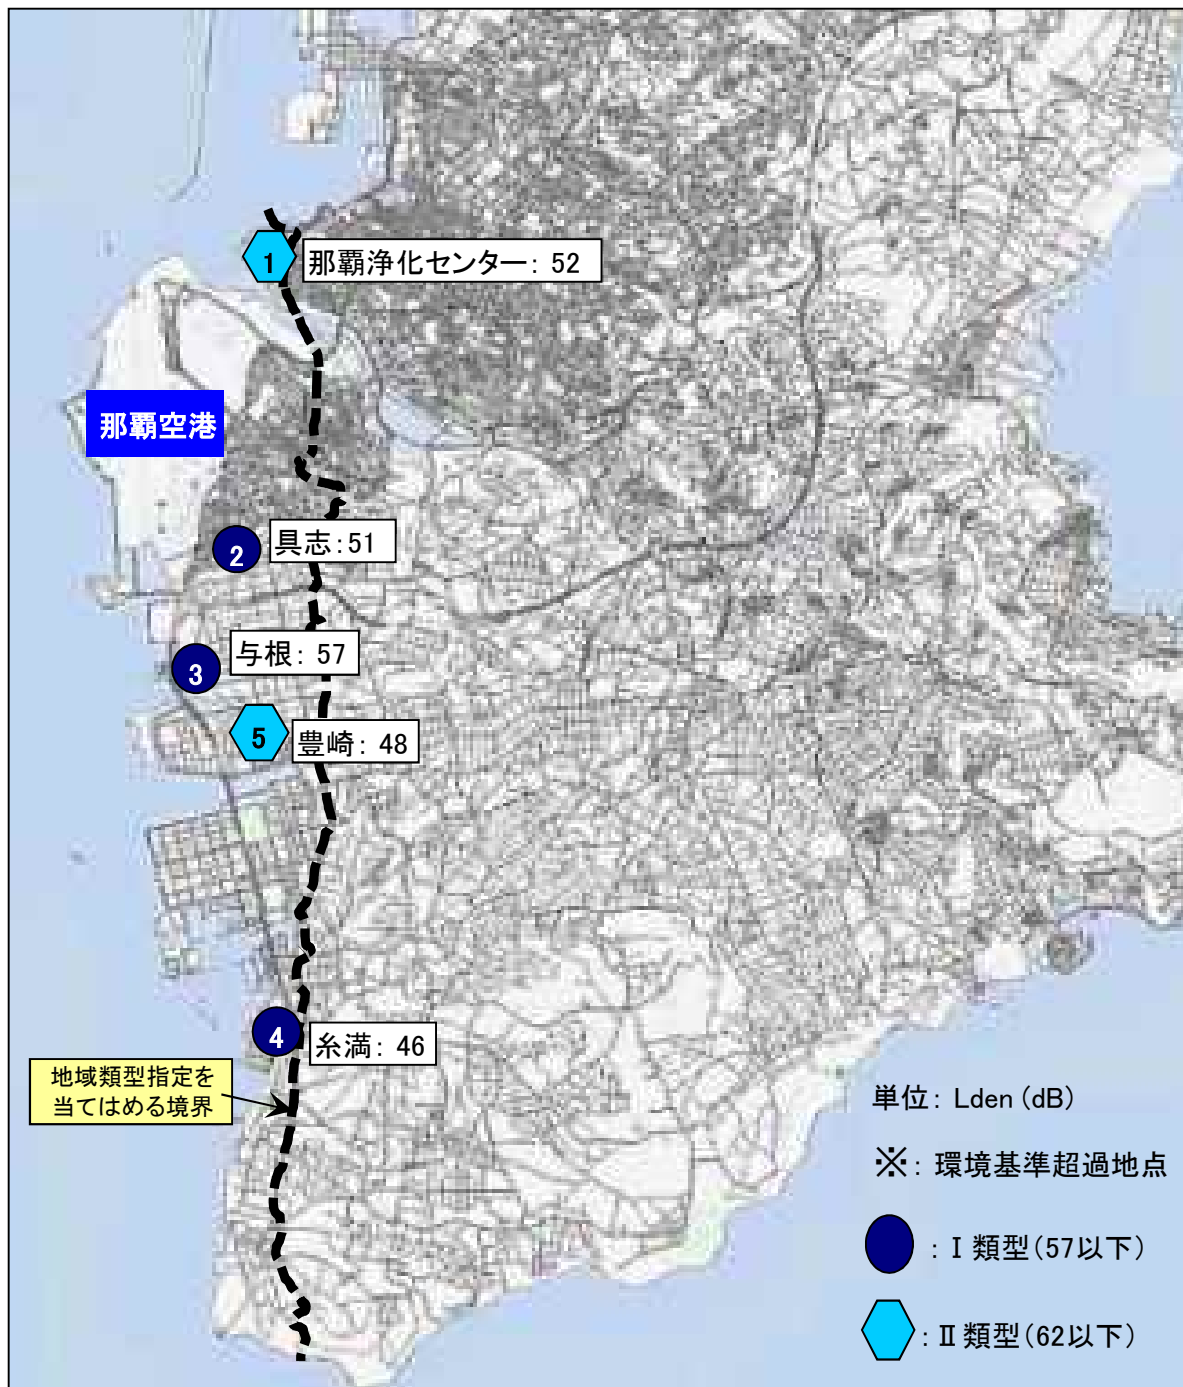 1
那覇浄化センター: 52
那覇空港
2
具志:51
3
与根: 57
5
豊崎: 48
4
糸満: 46
地域類型指定を
当てはめる境界
単位: Lden (dB)
※: 環境基準超過地点
: Ⅰ類型(57以下)
: Ⅱ類型(62以下)